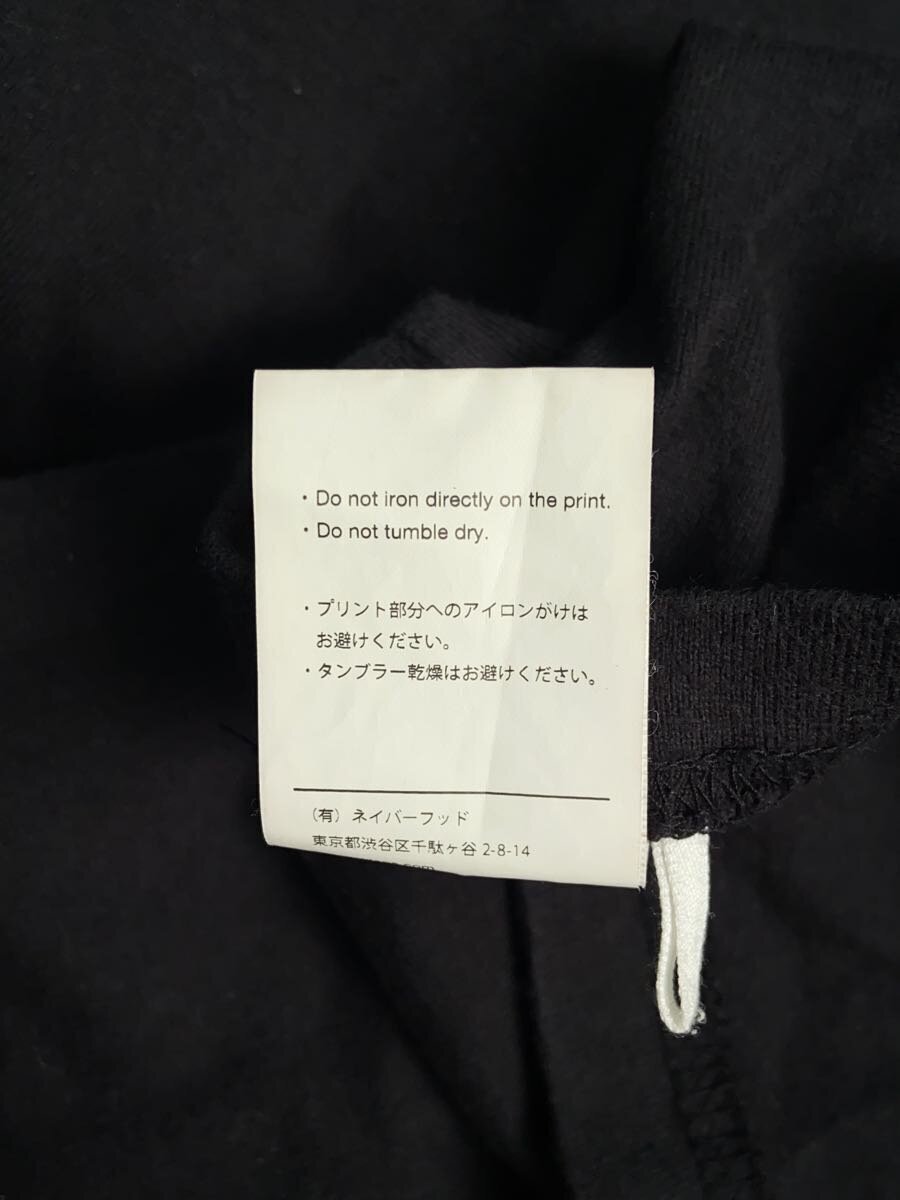 ・Do not iron directly on the print.
・Do not tumble dry.
・プリント部分へのアイロンがけは
お避けください。
・タンブラー乾燥はお避けください。
(有) ネイバーフッド
東京都渋谷区千駄ヶ谷 2-8-14